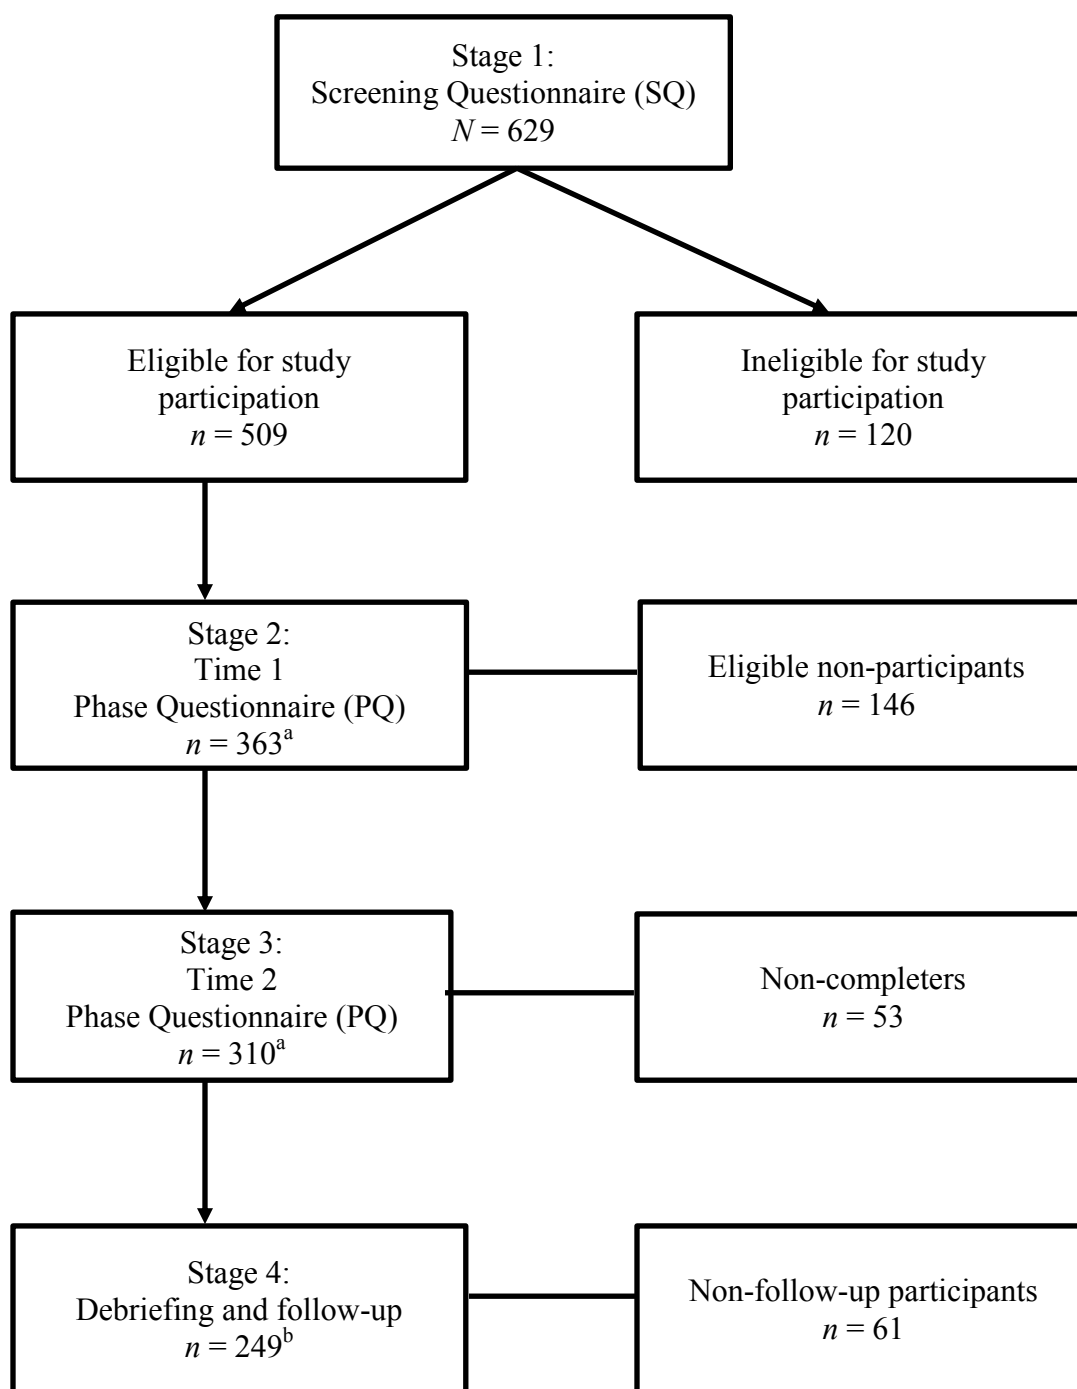 Stage 1:
Screening Questionnaire (SQ)
N = 629
Eligible for study
participation
n = 509
Ineligible for study
participation
n = 120
Stage 2:
Time 1
Phase Questionnaire (PQ)
n = 363a
Eligible non-participants
n = 146
Stage 3:
Time 2
Phase Questionnaire (PQ)
n = 310a
Non-completers
n = 53
Stage 4:
Debriefing and follow-up
n = 249b
Non-follow-up participants
n = 61